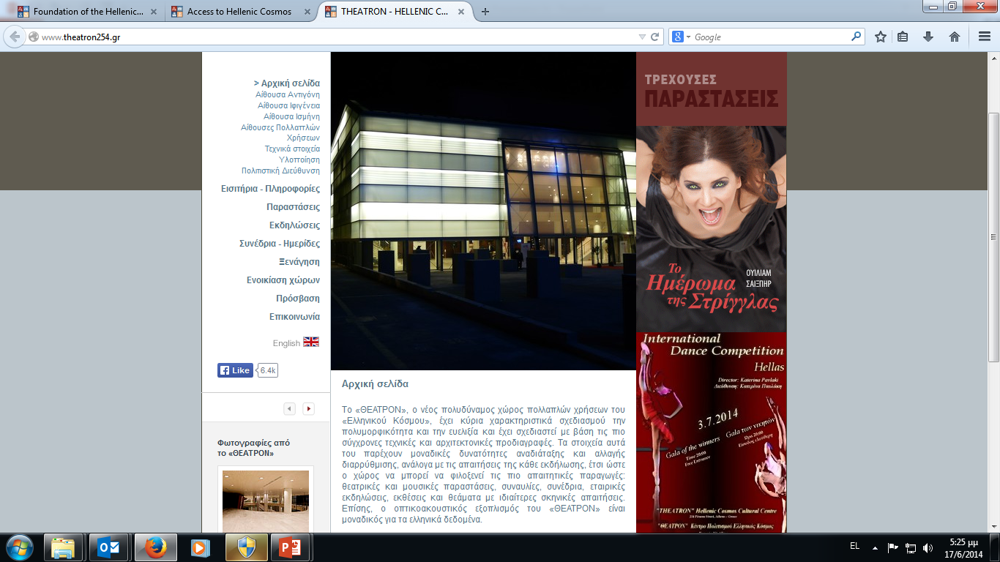 Foundation of the Hellenic...
Access to Hellenic Cosmos
THEATRON - HELLENIC C...
www.theatron254.gr
Google
> Αρχική σελίδα
Αίθουσα Αντιγόνη
Αίθουσα Ιφιγένεια
Αίθουσα Ισμήνη
Αίθουσες Πολλαπλών
Χρήσεων
Τεχνικά στοιχεία
Υλοποίηση
Πολιτιστική Διεύθυνση
Εισιτήρια - Πληροφορίες
Παραστάσεις
Εκδηλώσεις
Συνέδρια - Ημερίδες
Ξενάγηση
Ενοικίαση χώρων
Πρόσβαση
Επικοινωνία
English
Like
6.4k
Φωτογραφίες από
το «ΘΕΑΤΡΟΝ»
Αρχική σελίδα
Το «ΘΕΑΤΡΟΝ», ο νέος πολυδύναμος χώρος πολλαπλών χρήσεων του
«Ελληνικού Κόσμου», έχει κύρια χαρακτηριστικά σχεδιασμού την
πολυμορφικότητα και την ευελιξία και έχει σχεδιαστεί με βάση τις πιο
σύγχρονες τεχνικές και αρχιτεκτονικές προδιαγραφές. Τα στοιχεία αυτά
του παρέχουν μοναδικές δυνατότητες αναδιάταξης και αλλαγής
διαρρύθμισης, ανάλογα με τις απαιτήσεις της κάθε εκδήλωσης, έτσι ώστε
ο χώρος να μπορεί να φιλοξενεί τις πιο απαιτητικές παραγωγές:
θεατρικές και μουσικές παραστάσεις, συναυλίες, συνέδρια, εταιρικές
εκδηλώσεις, εκθέσεις και θεάματα με ιδιαίτερες σκηνικές απαιτήσεις.
Επίσης, ο οπτικοακουστικός εξοπλισμός του «ΘΕΑΤΡΟΝ» είναι
μοναδικός για τα ελληνικά δεδομένα.
ΤΡΕΧΟΥΣΕΣ
ΠΑΡΑΣΤΑΣΕΙΣ
Το
Ημέρωμα
της Στρίγγλας
ΟΥΙΛΙΑΜ
ΣΑΙΞΠΗΡ
International
Dance Competition
Hellas
Director: Katerina Pavlaki
Διεύθυνση: Κατερίνα Παυλάκη
3.7.2014
Gala of the winners
Time 20:00
Free Entrance
Gala των νικητών
Ώρα 20:00
Είσοδος ελεύθερη
"THEATRON" Hellenic Cosmos Cultural Centre
254 Piraeus Street, Athens - Greece
"ΘΕΑΤΡΟΝ" Κέντρο Πολιτισμού Ελληνικός Κόσμος
EL
5:25 μμ
17/6/2014